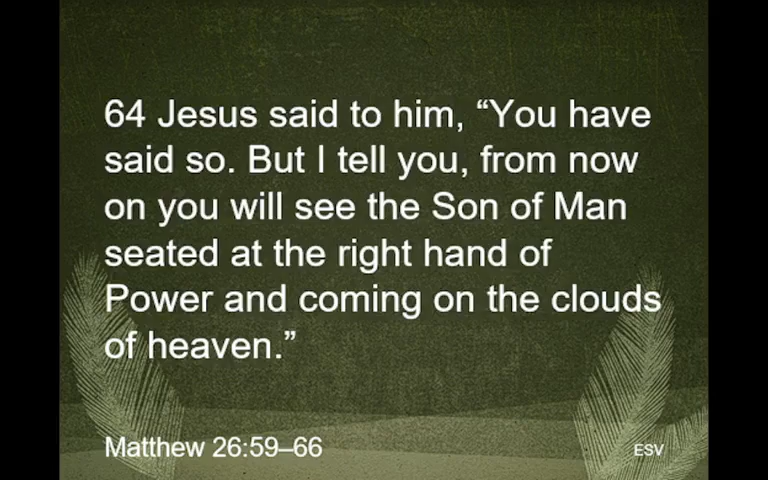 64 Jesus said to him, “You have
said so. But I tell you, from now
on you will see the Son of Man
seated at the right hand of
Power and coming on the clouds
of heaven.”
Matthew 26:59–66
ESV